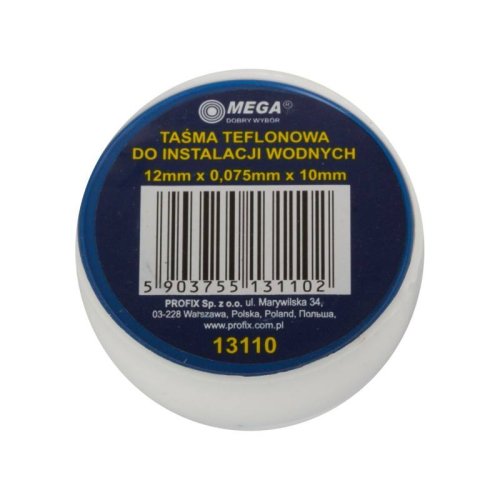 MEGA®
DOBRY WYBÓR
TAŚMA TEFLONOWA
DO INSTALACJI WODNYCH
12mm x 0,075mm x 10mm
5 903755 131102
PROFIX Sp. z o.o. ul. Marywilska 34,
03-228 Warszawa, Polska, Poland, Польша,
www.profix.com.pl
13110